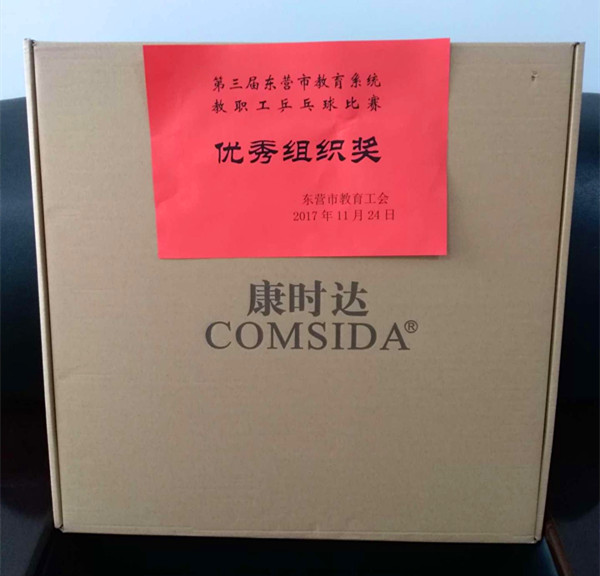 第三届东营市教育系统
教职工乒乓球比赛
优秀组织奖
东营市教育工会
2017年11月24日
康时达
COMSIDA®